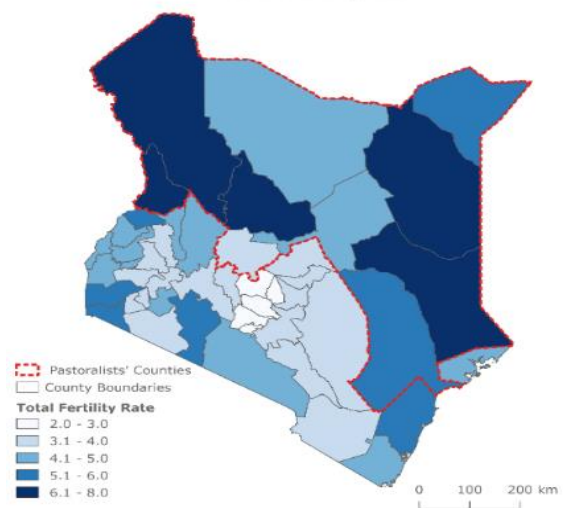 Pastoralists' Counties
County Boundaries
Total Fertility Rate
2.0 - 3.0
3.1 - 4.0
4.1 - 5.0
5.1 - 6.0
6.1 - 8.0
0 100 200 km